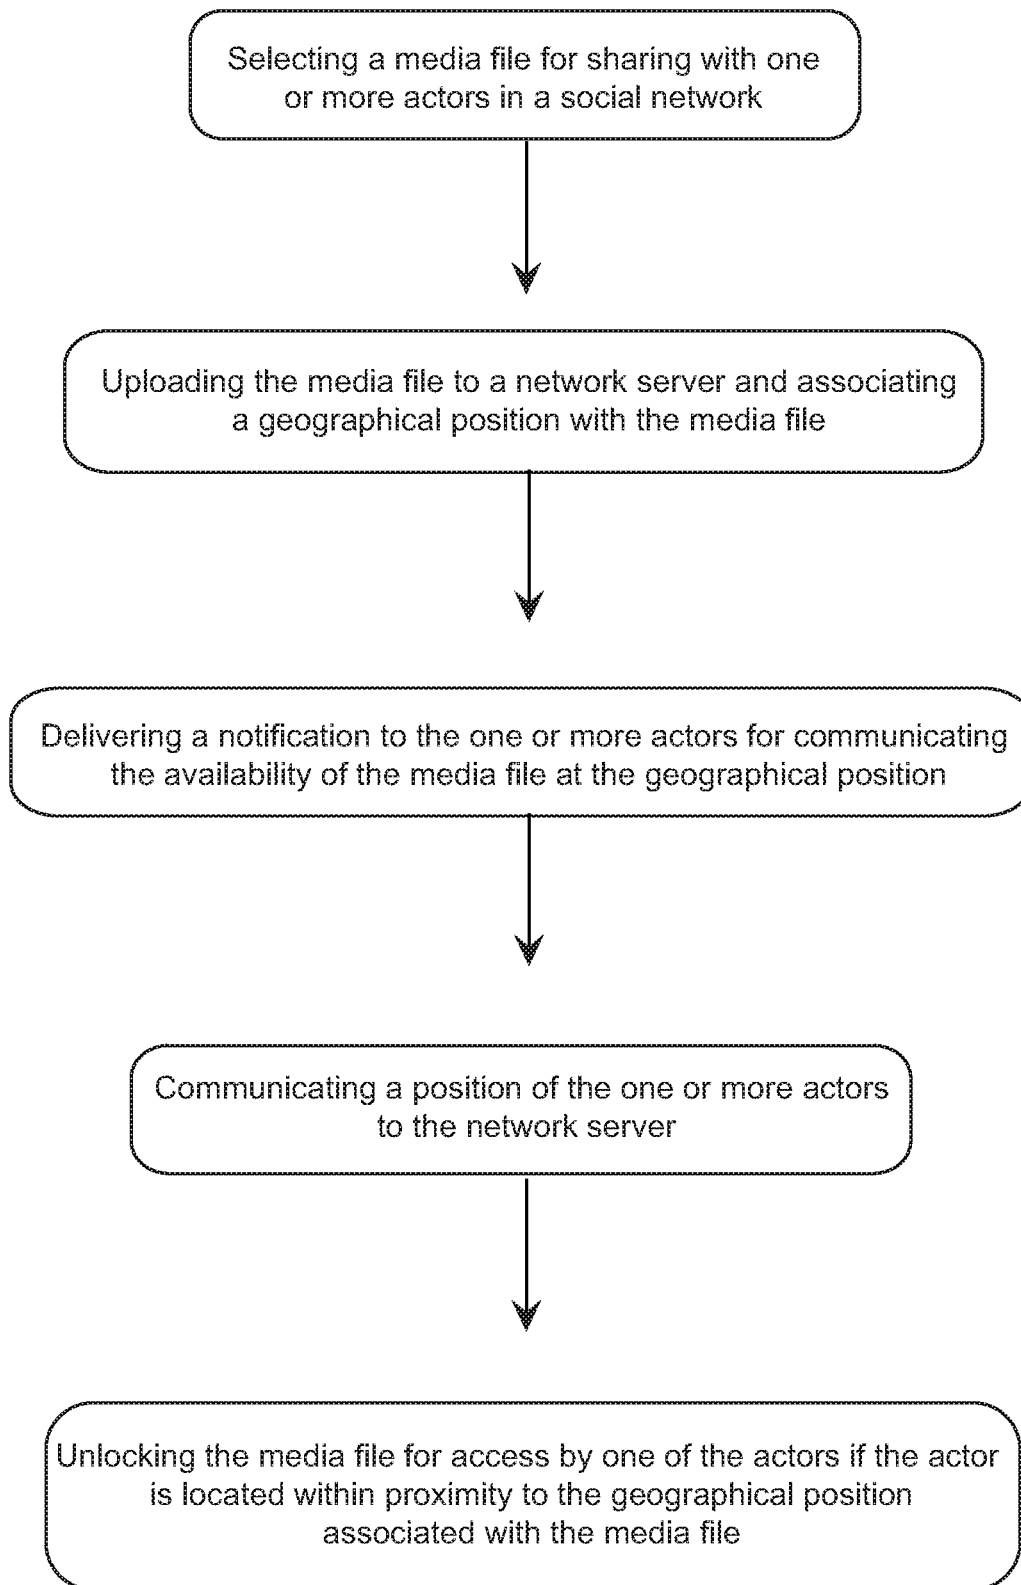 Selecting a media file for sharing with one
or more actors in a social network
Uploading the media file to a network server and associating
a geographical position with the media file
Delivering a notification to the one or more actors for communicating
the availability of the media file at the geographical position
Communicating a position of the one or more actors
to the network server
Unlocking the media file for access by one of the actors if the actor
is located within proximity to the geographical position
associated with the media file